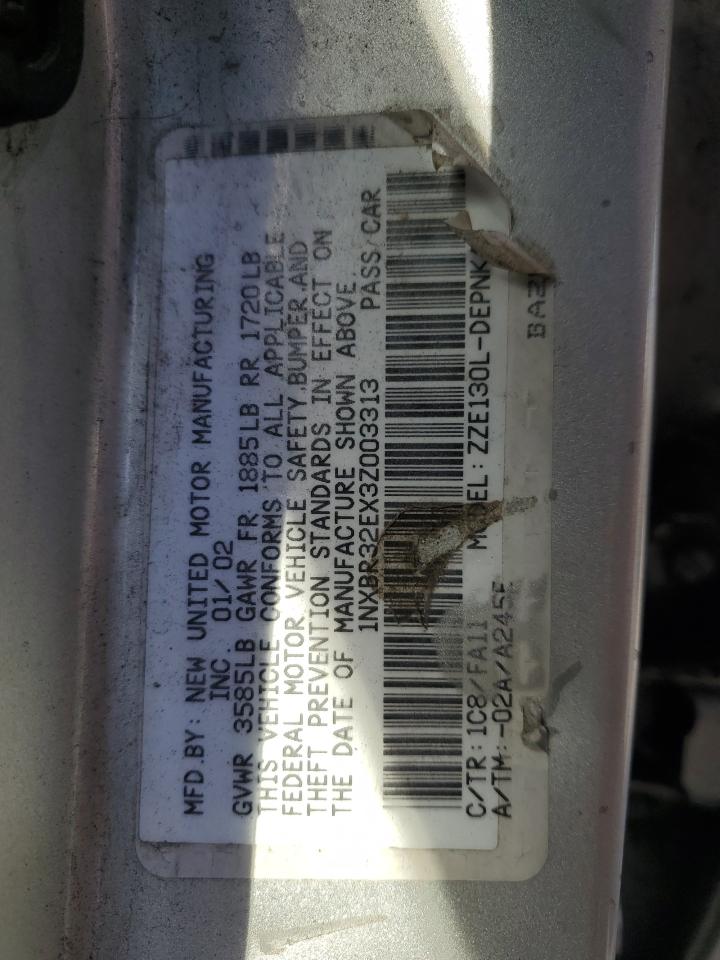 MFD.BY: NEW UNITED MOTOR MANUFACTURING
INC. 01/02
GVWR 3585LB GAWR FR 1885LB RR 1720LB
THIS VEHICLE CONFORMS TO ALL APPLICABLE
FEDERAL MOTOR VEHICLE SAFETY,BUMPER,AND
THEFT PREVENTION STANDARDS IN EFFECT ON
THE DATE OF MANUFACTURE SHOWN ABOVE
1NXBR32EX3Z003313 PASS CAR
C/TR:1C8/FA11 MODEL:ZZE130L-DEPNK
A/TM:-02A/A245E